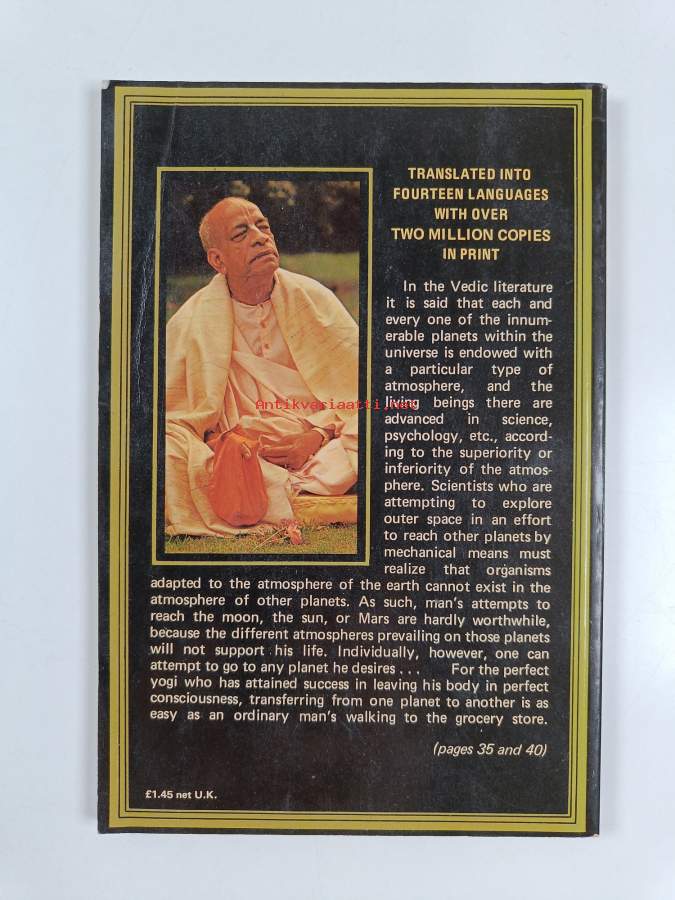 TRANSLATED INTO
FOURTEEN LANGUAGES
WITH OVER
TWO MILLION COPIES
IN PRINT
In the Vedic literature
it is said that each and
every one of the innum-
erable planets within the
universe is endowed with
a particular type of
atmosphere, and the
living beings there are
advanced in science,
psychology, etc., accord-
ing to the superiority or
inferiority of the atmos-
phere. Scientists who are
attempting to explore
outer space in an effort
to reach other planets by
mechanical means must
realize that organisms
adapted to the atmosphere of the earth cannot exist in the
atmosphere of other planets. As such, man's attempts to
reach the moon, the sun, or Mars are hardly worthwhile,
because the different atmospheres prevailing on those planets
will not support his life. Individually, however, one can
attempt to go to any planet he desires . . . For the perfect
yogi who has attained success in leaving his body in perfect
consciousness, transferring from one planet to another is as
easy as an ordinary man's walking to the grocery store.
(pages 35 and 40)
£1.45 net U.K.
Antikvariaatti.net